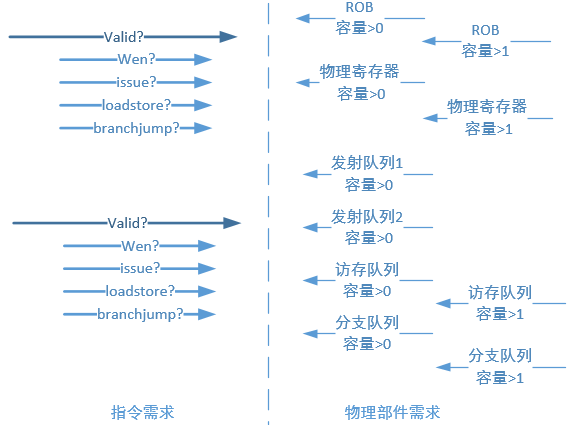 Valid?
Wen?
issue?
loadstore?
branchjump?
Valid?
Wen?
issue?
loadstore?
branchjump?
指令需求
ROB
容量>0
ROB
容量>1
物理寄存器
容量>0
物理寄存器
容量>1
发射队列1
容量>0
发射队列2
容量>0
访存队列
容量>0
访存队列
容量>1
分支队列
容量>0
分支队列
容量>1
物理部件需求